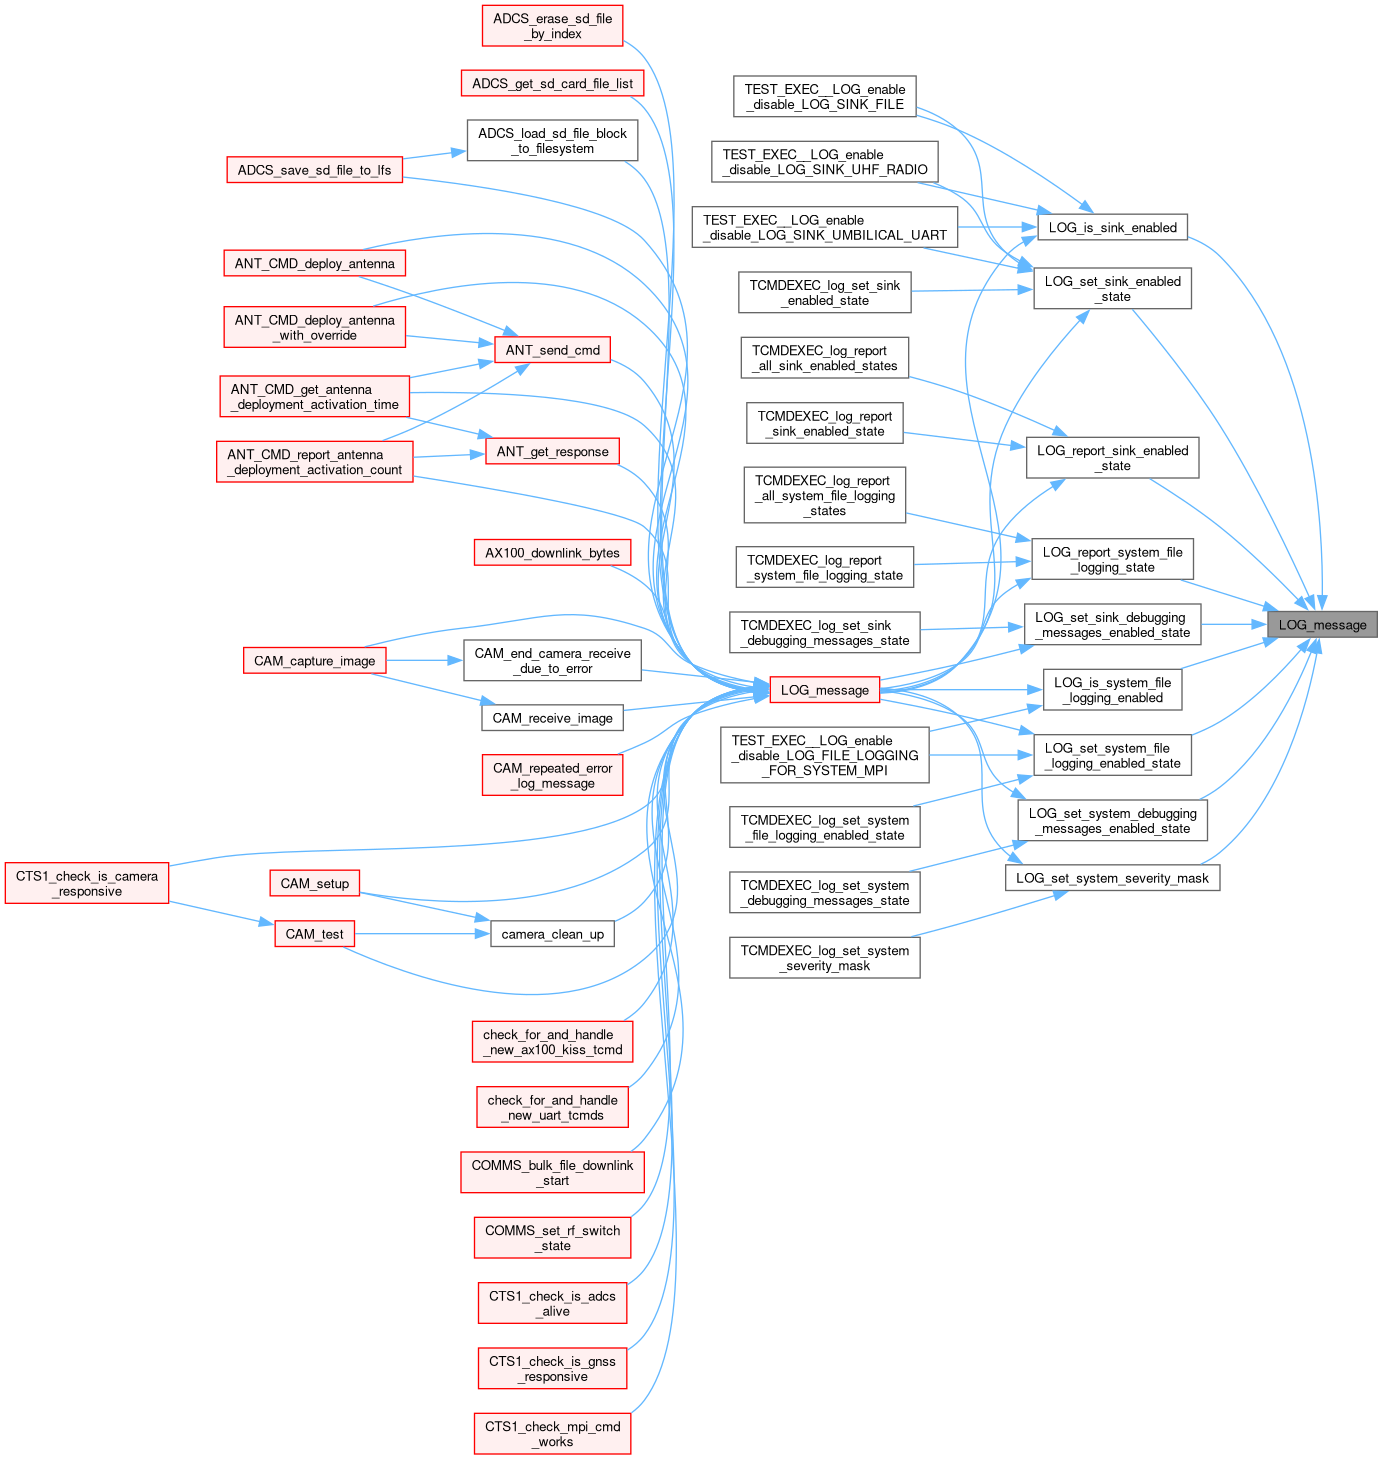 ADCS_erase_sd_file
_by_index
ADCS_get_sd_card_file_list
ADCS_load_sd_file_block
_to_filesystem
ADCS_save_sd_file_to_lfs
ANT_CMD_deploy_antenna
ANT_CMD_deploy_antenna
_with_override
ANT_send_cmd
ANT_CMD_get_antenna
_deployment_activation_time
ANT_CMD_report_antenna
_deployment_activation_count
ANT_get_response
AX100_downlink_bytes
CAM_capture_image
CAM_end_camera_receive
_due_to_error
CAM_receive_image
CAM_repeated_error
_log_message
CTS1_check_is_camera
_responsive
CAM_setup
CAM_test
camera_clean_up
check_for_and_handle
_new_ax100_kiss_tcmd
check_for_and_handle
_new_uart_tcmds
COMMS_bulk_file_downlink
_start
COMMS_set_rf_switch
_state
CTS1_check_is_adcs
_alive
CTS1_check_is_gnss
_responsive
CTS1_check_mpi_cmd
_works
TEST_EXEC__LOG_enable
_disable_LOG_SINK_FILE
TEST_EXEC__LOG_enable
_disable_LOG_SINK_UHF_RADIO
TEST_EXEC__LOG_enable
_disable_LOG_SINK_UMBILICAL_UART
TCMDEXEC_log_set_sink
_enabled_state
TCMDEXEC_log_report
_all_sink_enabled_states
TCMDEXEC_log_report
_sink_enabled_state
TCMDEXEC_log_report
_all_system_file_logging
_states
TCMDEXEC_log_report
_system_file_logging_state
TCMDEXEC_log_set_sink
_debugging_messages_state
LOG_message
TEST_EXEC__LOG_enable
_disable_LOG_FILE_LOGGING
_FOR_SYSTEM_MPI
TCMDEXEC_log_set_system
_file_logging_enabled_state
TCMDEXEC_log_set_system
_debugging_messages_state
TCMDEXEC_log_set_system
_severity_mask
LOG_is_sink_enabled
LOG_set_sink_enabled
_state
LOG_report_sink_enabled
_state
LOG_report_system_file
_logging_state
LOG_set_sink_debugging
_messages_enabled_state
LOG_is_system_file
_logging_enabled
LOG_set_system_file
_logging_enabled_state
LOG_set_system_debugging
_messages_enabled_state
LOG_set_system_severity_mask
LOG_message